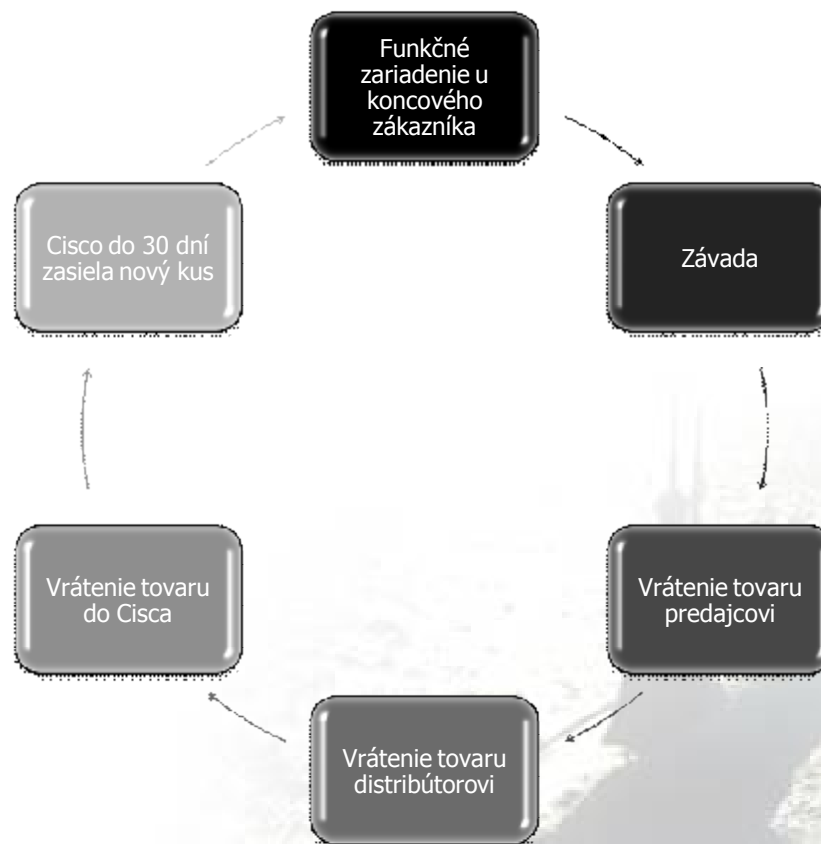 Funkčné
zariadenie u
koncového
zákazníka
Závada
Vrátenie tovaru
predajcovi
Vrátenie tovaru
distribútorovi
Vrátenie tovaru
do Cisca
Cisco do 30 dní
zasiela nový kus